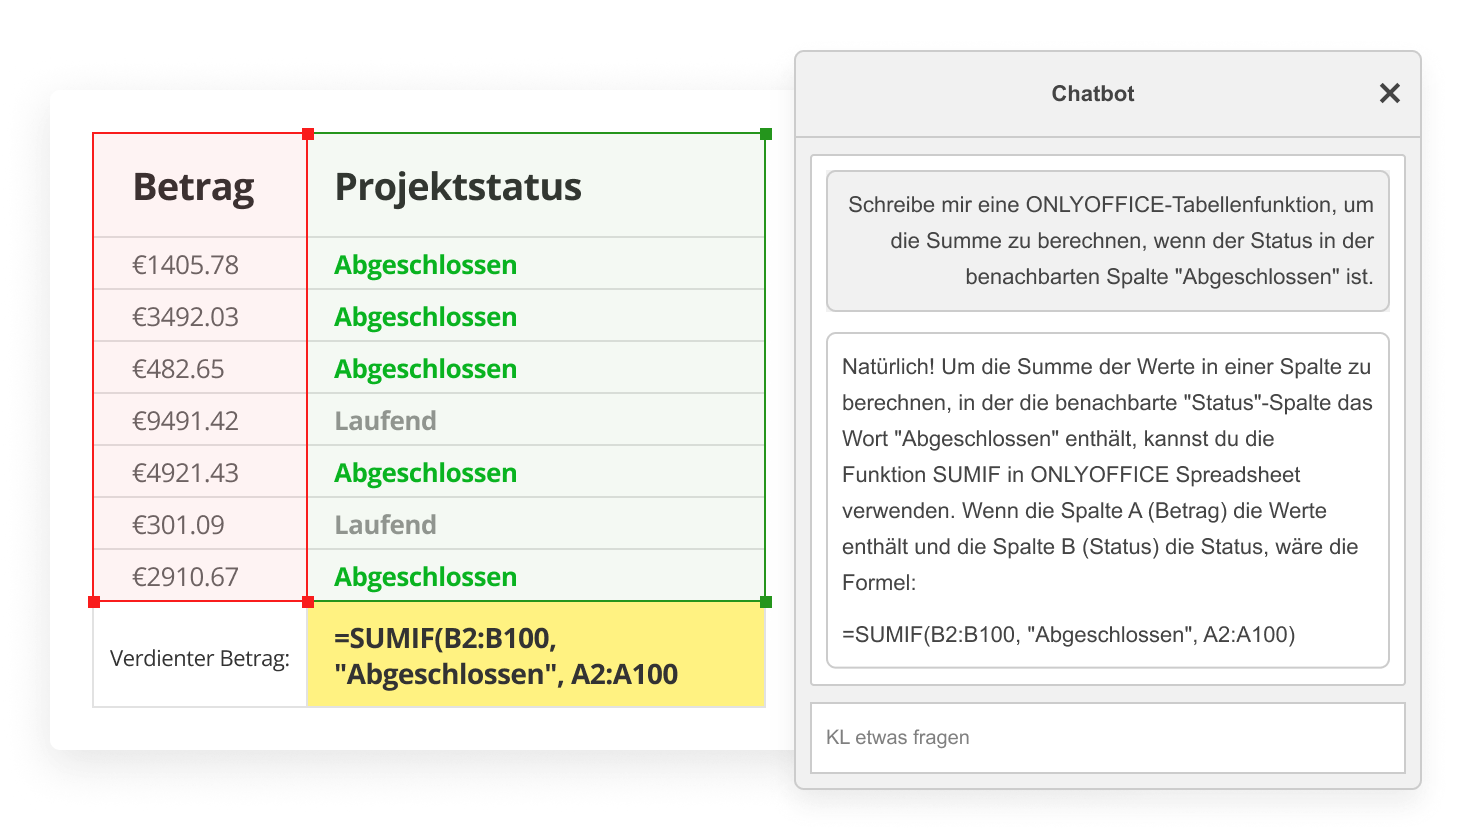 Betrag Projektstatus
€1405.78 Abgeschlossen
€3492.03 Abgeschlossen
€482.65 Abgeschlossen
€9491.42 Laufend
€4921.43 Abgeschlossen
€301.09 Laufend
€2910.67 Abgeschlossen
Verdienter Betrag:
=SUMIF(B2:B100,
"Abgeschlossen", A2:A100
Chatbot
Schreibe mir eine ONLYOFFICE-Tabellenfunktion, um
die Summe zu berechnen, wenn der Status in der
benachbarten Spalte "Abgeschlossen" ist.
Natürlich! Um die Summe der Werte in einer Spalte zu
berechnen, in der die benachbarte "Status"-Spalte das
Wort "Abgeschlossen" enthält, kannst du die
Funktion SUMIF in ONLYOFFICE Spreadsheet
verwenden. Wenn die Spalte A (Betrag) die Werte
enthält und die Spalte B (Status) die Status, wäre die
Formel:
=SUMIF(B2:B100, "Abgeschlossen", A2:A100)
KL etwas fragen